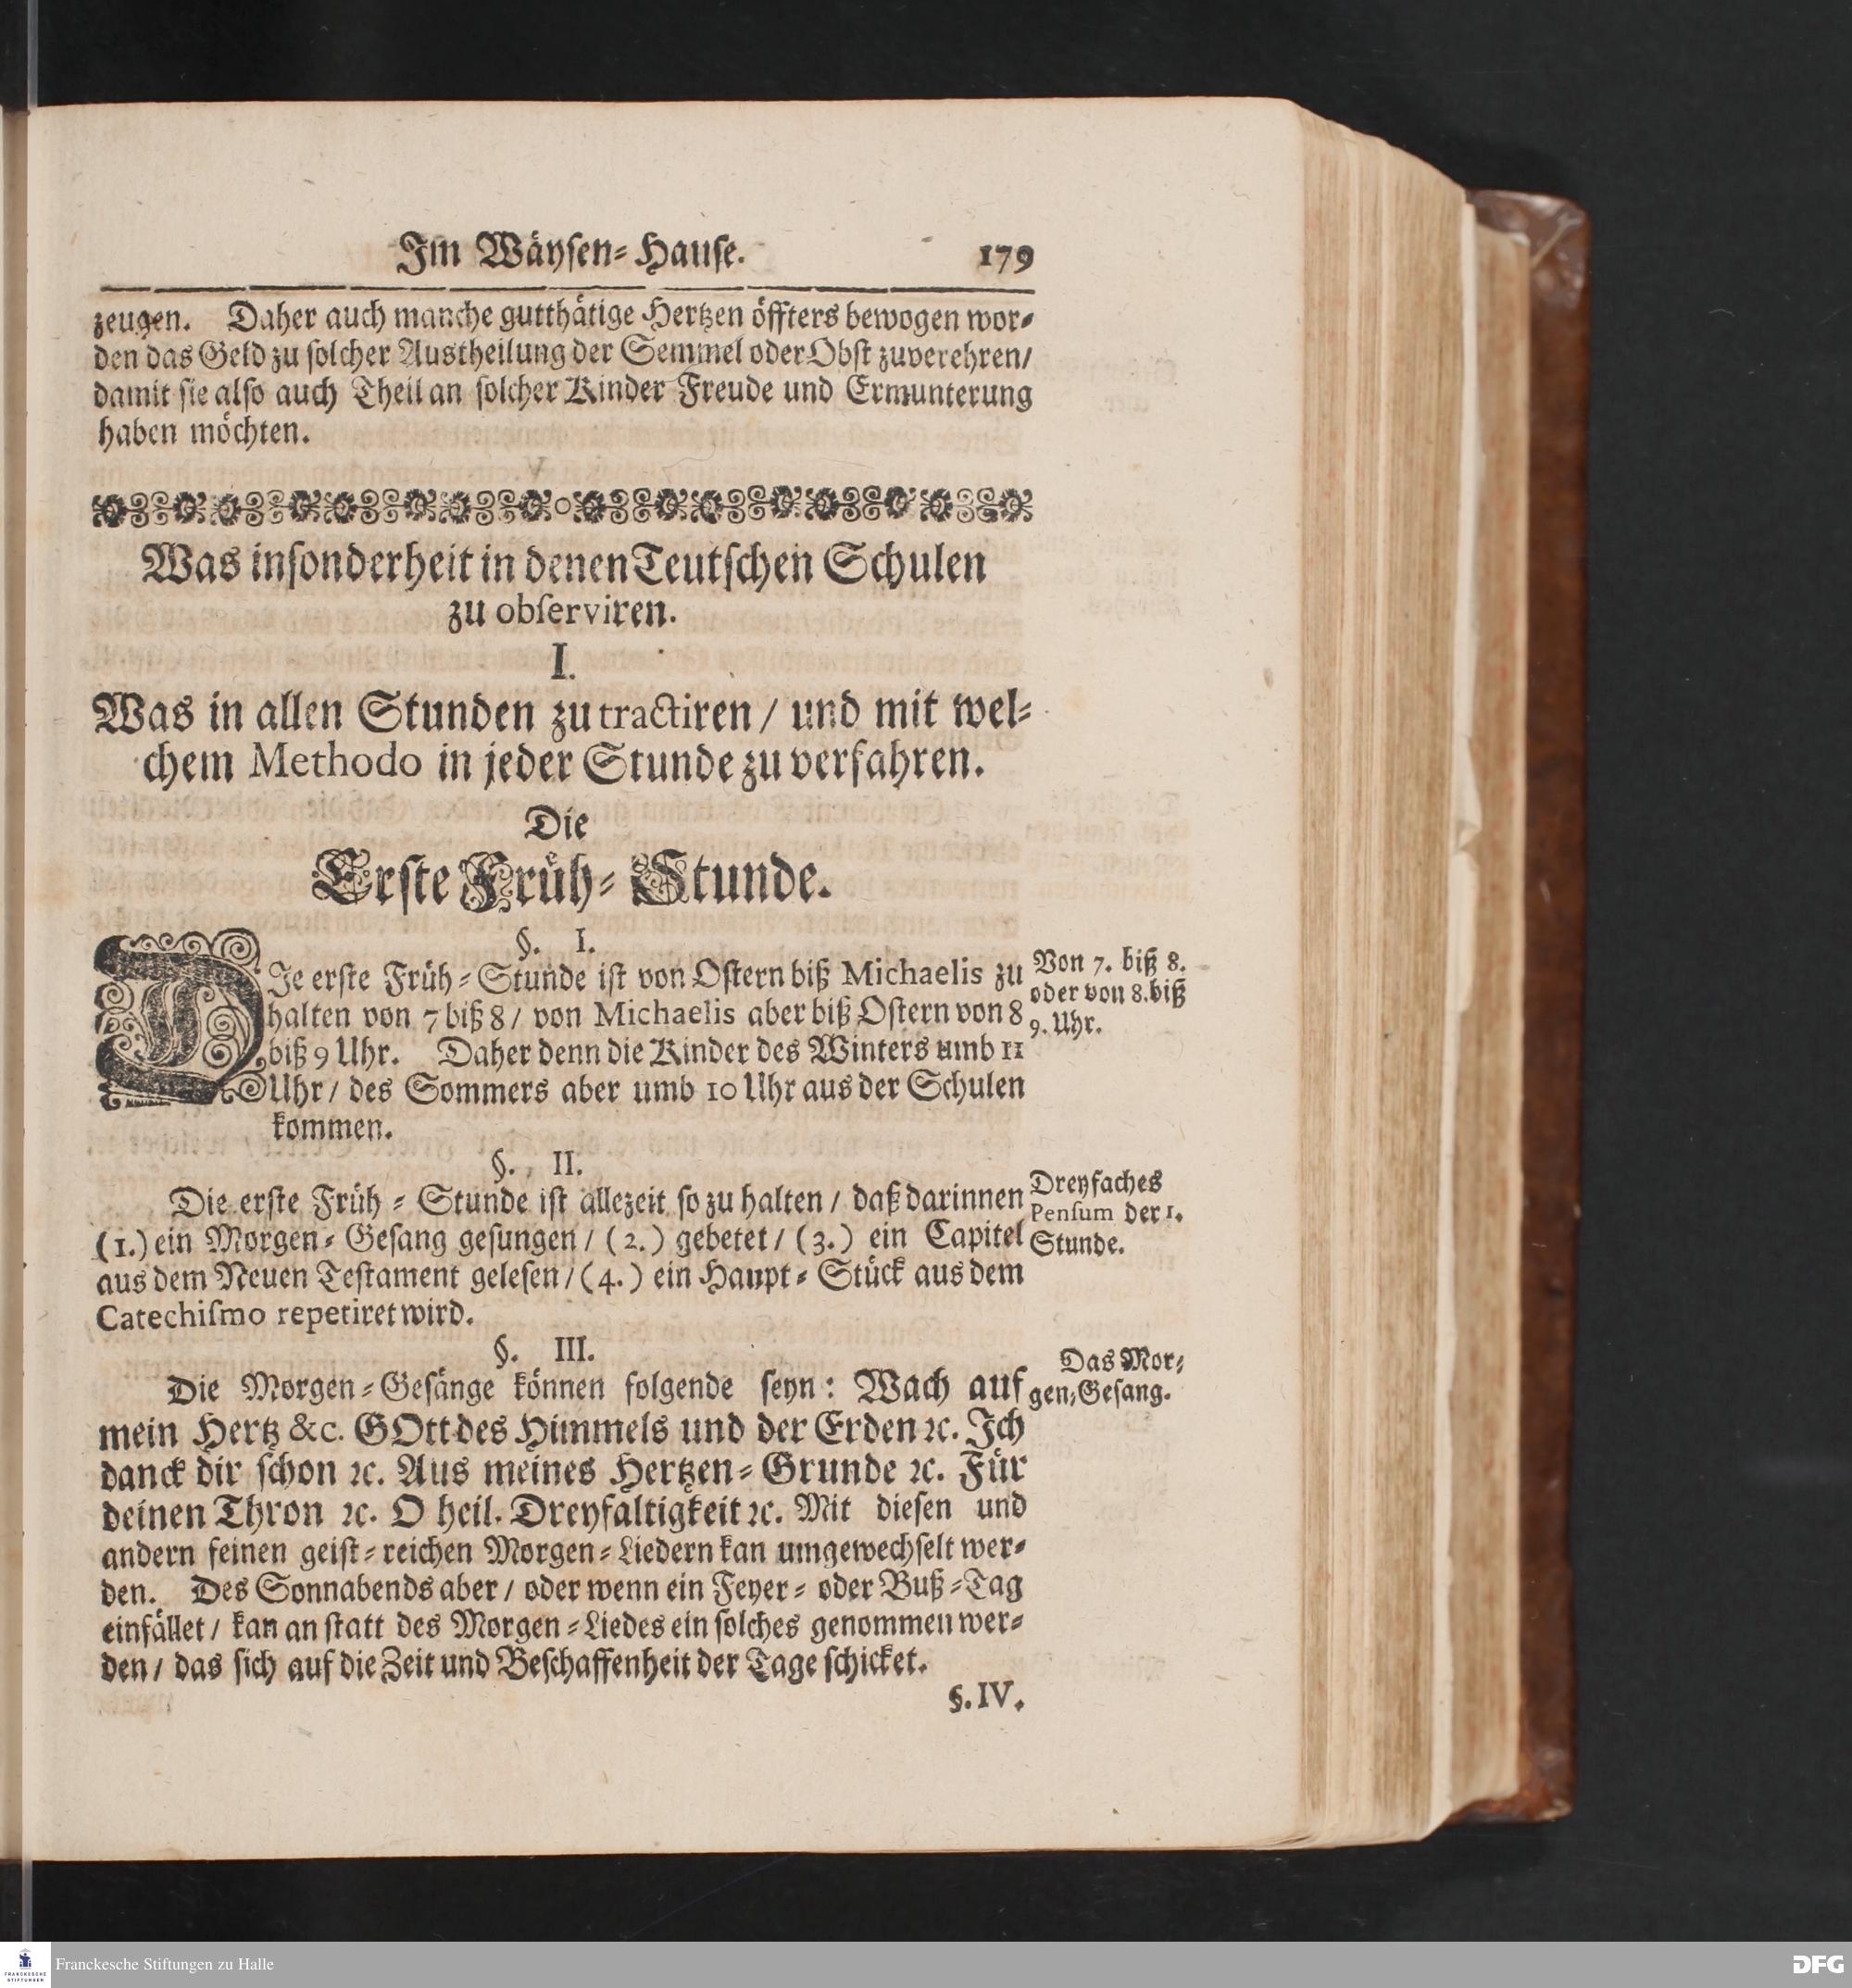 Im Wäysen-Hause. 179
zeugen. Daher auch manche gutthätige Hertzen öffters bewogen wor-
den das Geld zu solcher Austheilung der Semmel oder Obst zuverehren/
damit sie also auch Theil an solcher Kinder Freude und Ermunterung
haben möchten.
Was insonderheit in denen Teutschen Schulen
zu observiren.
I.
Was in allen Stunden zu tractiren / und mit wel-
chem Methodo in jeder Stunde zu verfahren.
Die
Erste Früh-Stunde.
§. I.
DIe erste Früh-Stunde ist von Ostern biß Michaelis zu
halten von 7 biß 8 / von Michaelis aber biß Ostern von 8
biß 9 Uhr. Daher denn die Kinder des Winters umb 11
Uhr / des Sommers aber umb 10 Uhr aus der Schulen
kommen.
Von 7. biß 8.
oder von 8. biß
9. Uhr.
§. II.
Die erste Früh-Stunde ist allezeit so zu halten / daß darinnen
(1.) ein Morgen-Gesang gesungen / (2.) gebetet / (3.) ein Capitel
aus dem Neuen Testament gelesen / (4.) ein Haupt-Stück aus dem
Catechismo repetiret wird.
Dreyfaches
Pensum der 1.
Stunde.
§. III.
Die Morgen-Gesänge können folgende seyn: Wach auf
mein Hertz &c. GOtt des Himmels und der Erden ꝛc. Ich
danck dir schon ꝛc. Aus meines Hertzen-Grunde ꝛc. Für
deinen Thron ꝛc. O heil. Dreyfaltigkeit ꝛc. Mit diesen und
andern feinen geist-reichen Morgen-Liedern kan umgewechselt wer-
den. Des Sonnabends aber / oder wenn ein Feyer- oder Buß-Tag
einfället / kan an statt des Morgen-Liedes ein solches genommen wer-
den / das sich auf die Zeit und Beschaffenheit der Tage schicket.
Das Mor-
gen-Gesang.
§. IV.
FRANCKESCHE
STIFTUNGEN
Franckesche Stiftungen zu Halle
DFG